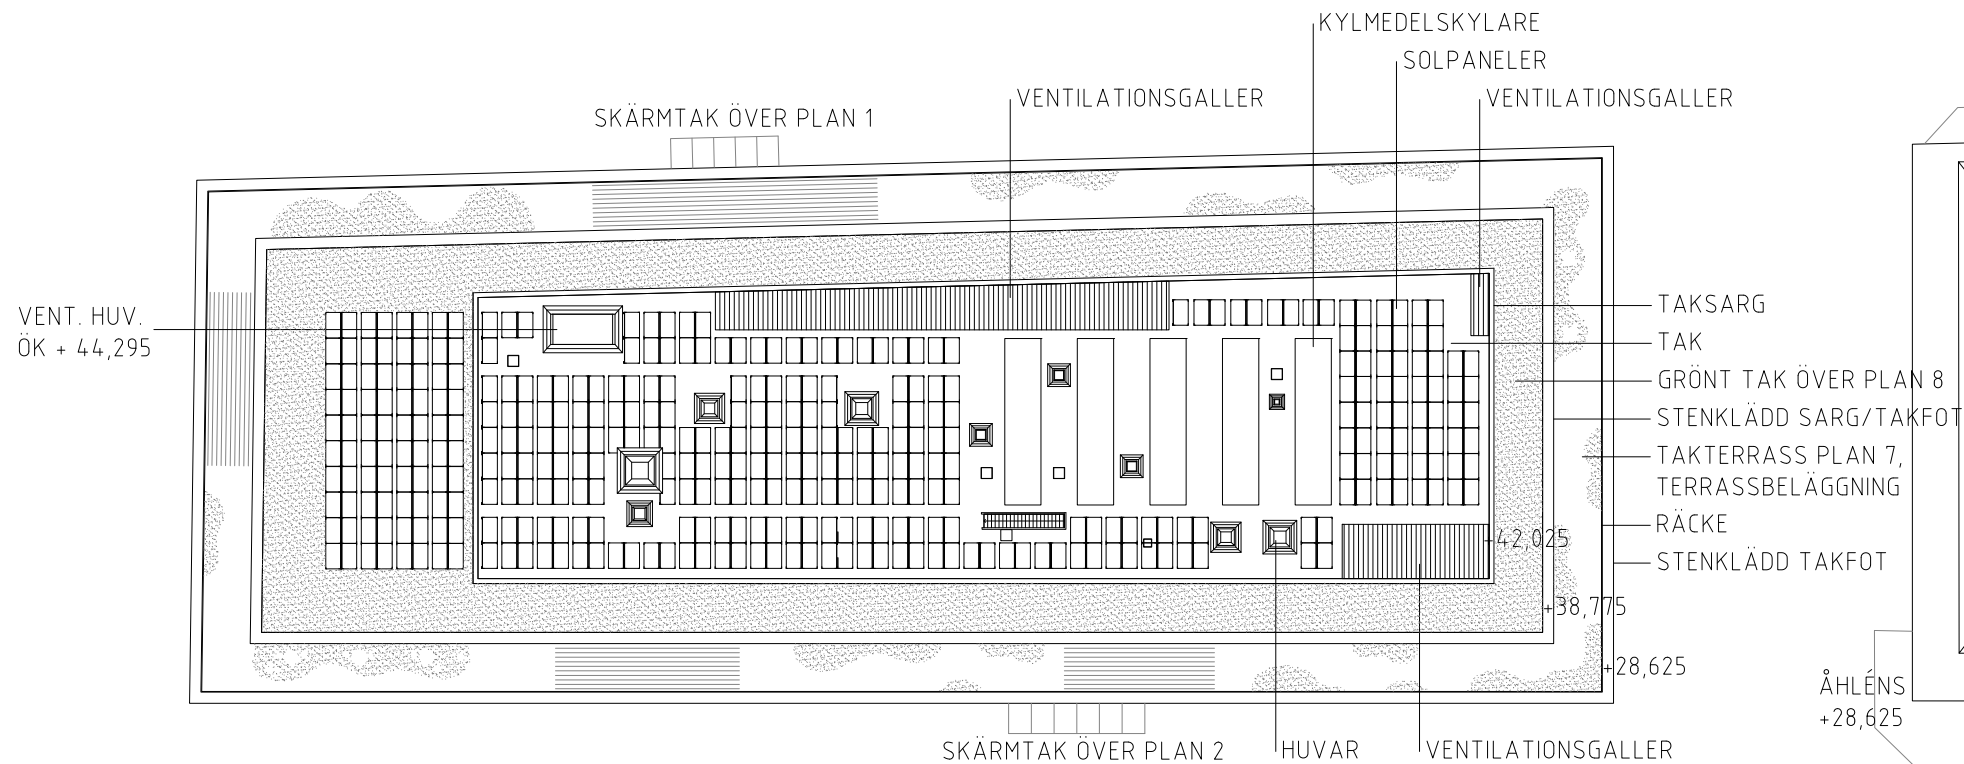 KYLMEDELSKYLARE
SOLPANELER
VENTILATIONSGALLER
VENTILATIONSGALLER
SKÄRMTAK ÖVER PLAN 1
VENT. HUV.
ÖK + 44,295
TAKSARG
TAK
GRÖNT TAK ÖVER PLAN 8
STENKLÄDD SARG/TAKFOT
TAKTERRASS PLAN 7,
TERRASSBELÄGGNING
RÄCKE
+42,025
STENKLÄDD TAKFOT
+38,775
+28,625
ÅHLÉNS
+28,625
SKÄRMTAK ÖVER PLAN 2
HUVAR
VENTILATIONSGALLER